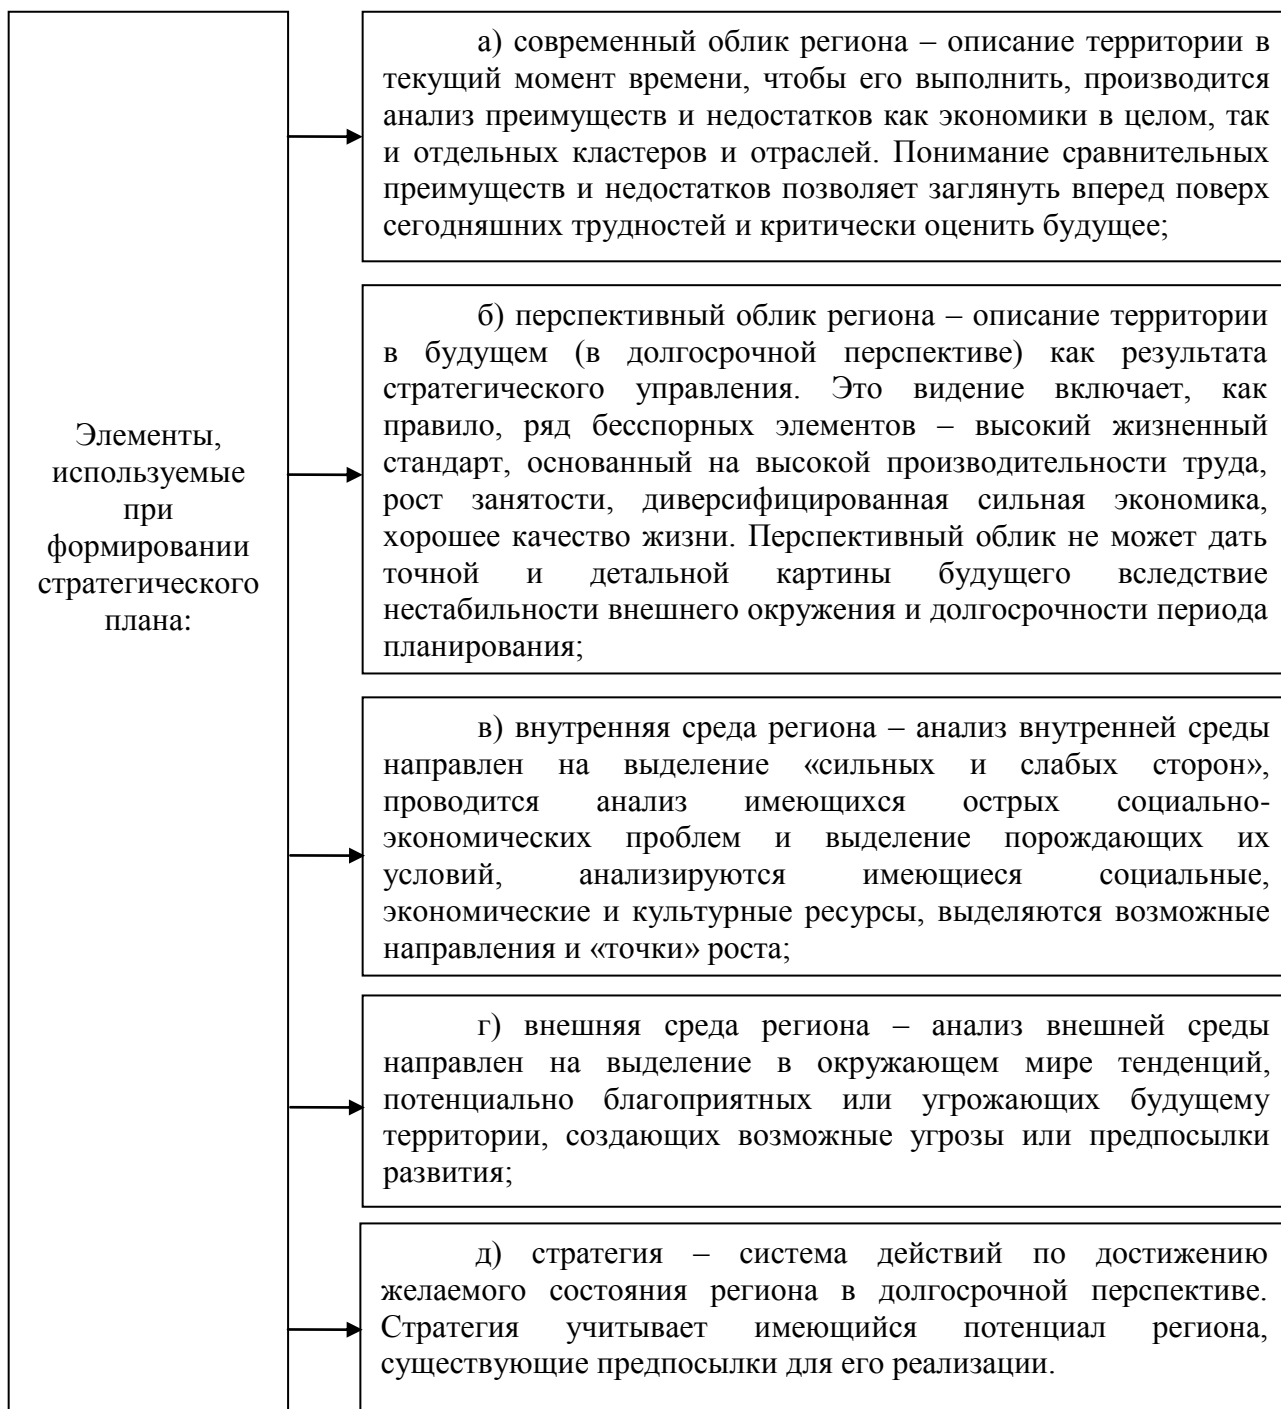 Элементы,
используемые
при
формировании
стратегического
плана:
а) современный облик региона – описание территории в
текущий момент времени, чтобы его выполнить, производится
анализ преимуществ и недостатков как экономики в целом, так
и отдельных кластеров и отраслей. Понимание сравнительных
преимуществ и недостатков позволяет заглянуть вперед поверх
сегодняшних трудностей и критически оценить будущее;
б) перспективный облик региона – описание территории
в будущем (в долгосрочной перспективе) как результата
стратегического управления. Это видение включает, как
правило, ряд бесспорных элементов – высокий жизненный
стандарт, основанный на высокой производительности труда,
рост занятости, диверсифицированная сильная экономика,
хорошее качество жизни. Перспективный облик не может дать
точной и детальной картины будущего вследствие
нестабильности внешнего окружения и долгосрочности периода
планирования;
в) внутренняя среда региона – анализ внутренней среды
направлен на выделение «сильных и слабых сторон»,
проводится анализ имеющихся острых социально-
экономических проблем и выделение порождающих их
условий, анализируются имеющиеся социальные,
экономические и культурные ресурсы, выделяются возможные
направления и «точки» роста;
г) внешняя среда региона – анализ внешней среды
направлен на выделение в окружающем мире тенденций,
потенциально благоприятных или угрожающих будущему
территории, создающих возможные угрозы или предпосылки
развития;
д) стратегия – система действий по достижению
желаемого состояния региона в долгосрочной перспективе.
Стратегия учитывает имеющийся потенциал региона,
существующие предпосылки для его реализации.